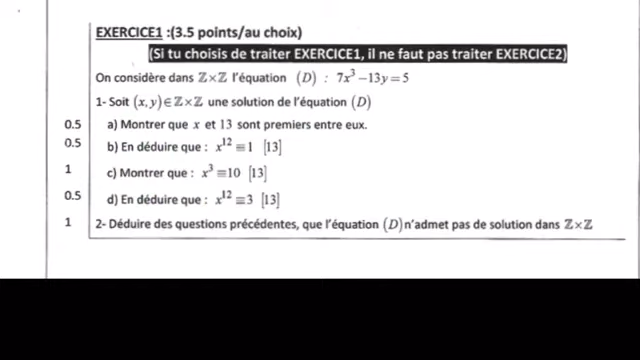 EXERCICE1 :(3.5 points/au choix)
(Si tu choisis de traiter EXERCICE1, il ne faut pas traiter EXERCICE2)
On considère dans ℤ×ℤ l'équation (D) : 7x³−13y=5
1- Soit (x,y)∈ℤ×ℤ une solution de l'équation (D)
0.5 a) Montrer que x et 13 sont premiers entre eux.
0.5 b) En déduire que : x¹²≡1 [13]
1 c) Montrer que : x³≡10 [13]
0.5 d) En déduire que : x¹²≡3 [13]
1 2- Déduire des questions précédentes, que l'équation (D) n'admet pas de solution dans ℤ×ℤ